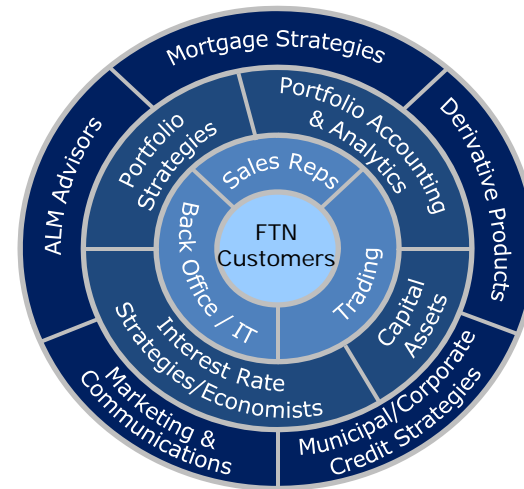 Mortgage Strategies
Derivative Products
Municipal/Corporate
Credit Strategies
Marketing &
Communications
ALM Advisors
Portfolio
Strategies
Portfolio Accounting
& Analytics
Capital
Assets
Interest Rate
Strategies/Economists
Sales Reps
Trading
Back Office / IT
FTN
Customers